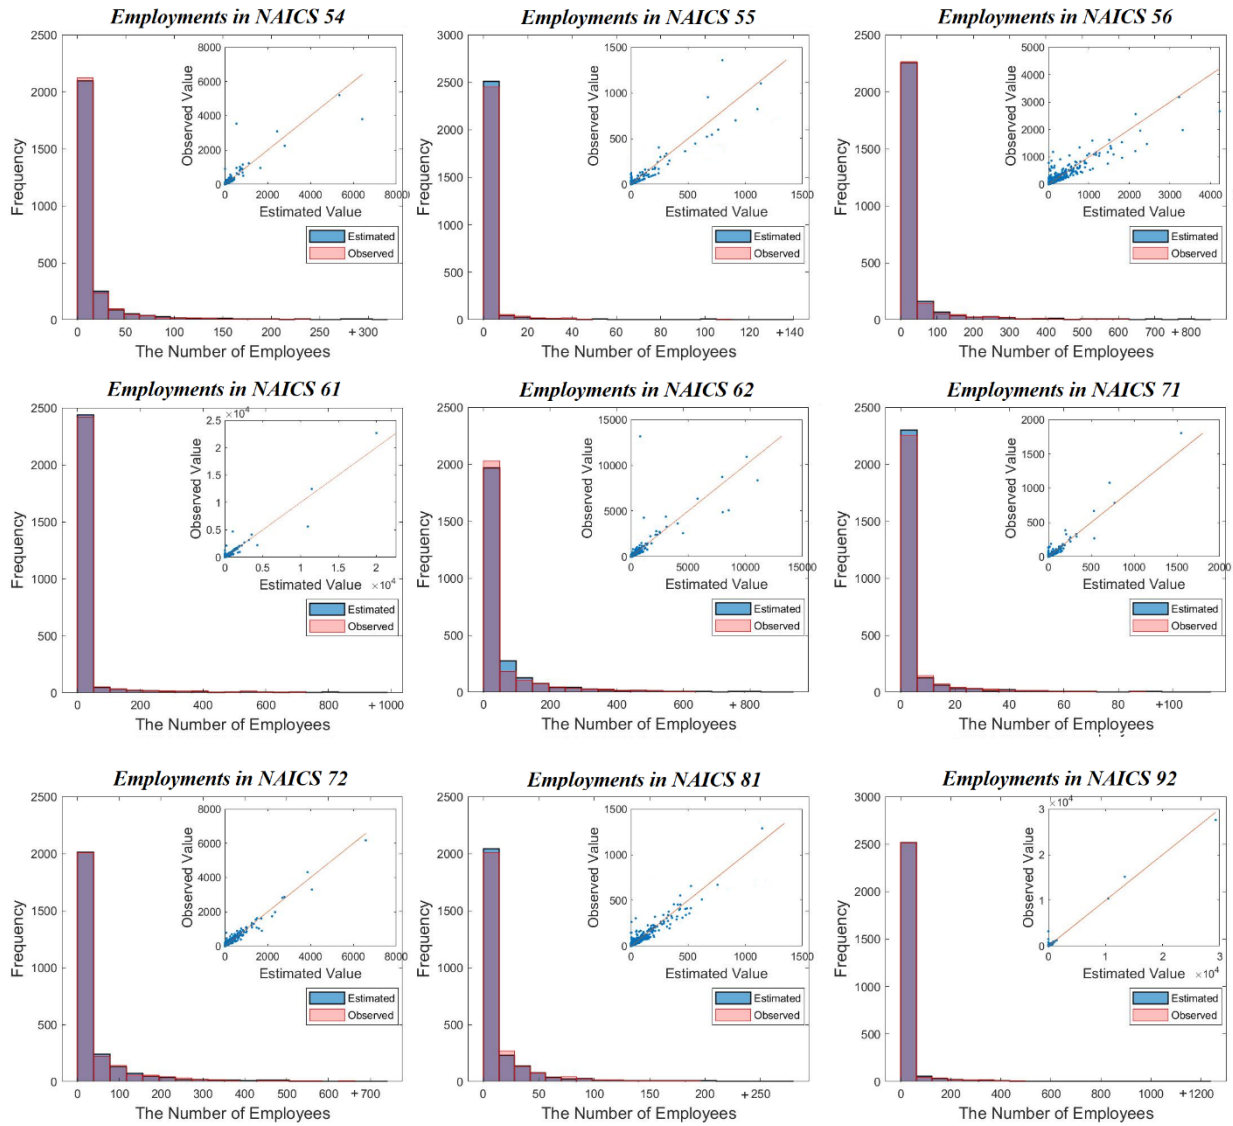 Employments in NAICS 54
2500
2000
1500
1000
500
0
Frequency
0 50 100 150 200 250 +300
The Number of Employees
8000
6000
4000
2000
0
Observed Value
0 2000 4000 6000 8000
Estimated Value
Estimated
Observed
Employments in NAICS 55
3000
2500
2000
1500
1000
500
0
0 20 40 60 80 100 120 +140
The Number of Employees
1500
1000
500
0
Observed Value
0 500 1000 1500
Estimated Value
Estimated
Observed
Employments in NAICS 56
2500
2000
1500
1000
500
0
Frequency
0 100 200 300 400 500 600 700 +800
The Number of Employees
5000
4000
3000
2000
1000
0
Observed Value
0 1000 2000 3000 4000
Estimated Value
Estimated
Observed
Employments in NAICS 61
2500
2000
1500
1000
500
0
Frequency
0 200 400 600 800 +1000
The Number of Employees
×10⁴
2.5
2
1.5
1
0.5
0
Observed Value
0 0.5 1 1.5 2
Estimated Value ×10⁴
Estimated
Observed
Employments in NAICS 62
2500
2000
1500
1000
500
0
Frequency
0 200 400 600 +800
The Number of Employees
15000
10000
5000
0
Observed Value
0 5000 10000 15000
Estimated Value
Estimated
Observed
Employments in NAICS 71
2500
2000
1500
1000
500
0
Frequency
0 20 40 60 80 +100
The Number of Employees
2000
1500
1000
500
0
Observed Value
0 500 1000 1500 2000
Estimated Value
Estimated
Observed
Employments in NAICS 72
2500
2000
1500
1000
500
0
Frequency
0 100 200 300 400 500 600 +700
The Number of Employees
8000
6000
4000
2000
0
Observed Value
0 2000 4000 6000 8000
Estimated Value
Estimated
Observed
Employments in NAICS 81
2500
2000
1500
1000
500
0
Frequency
0 50 100 150 200 +250
The Number of Employees
1500
1000
500
0
Observed Value
0 500 1000 1500
Estimated Value
Estimated
Observed
Employments in NAICS 92
3000
2500
2000
1500
1000
500
0
Frequency
0 200 400 600 800 1000 +1200
The Number of Employees
×10⁴
3
2
1
0
Observed Value
0 1 2 3
Estimated Value ×10⁴
Estimated
Observed